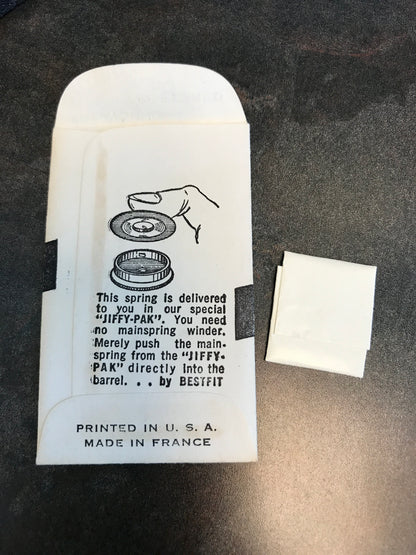 This spring is delivered
to you in our special
"JIFFY-PAK". You need
no mainspring winder.
Merely push the main-
spring from the "JIFFY-
PAK" directly into the
barrel. . . by BESTFIT
PRINTED IN U. S. A.
MADE IN FRANCE